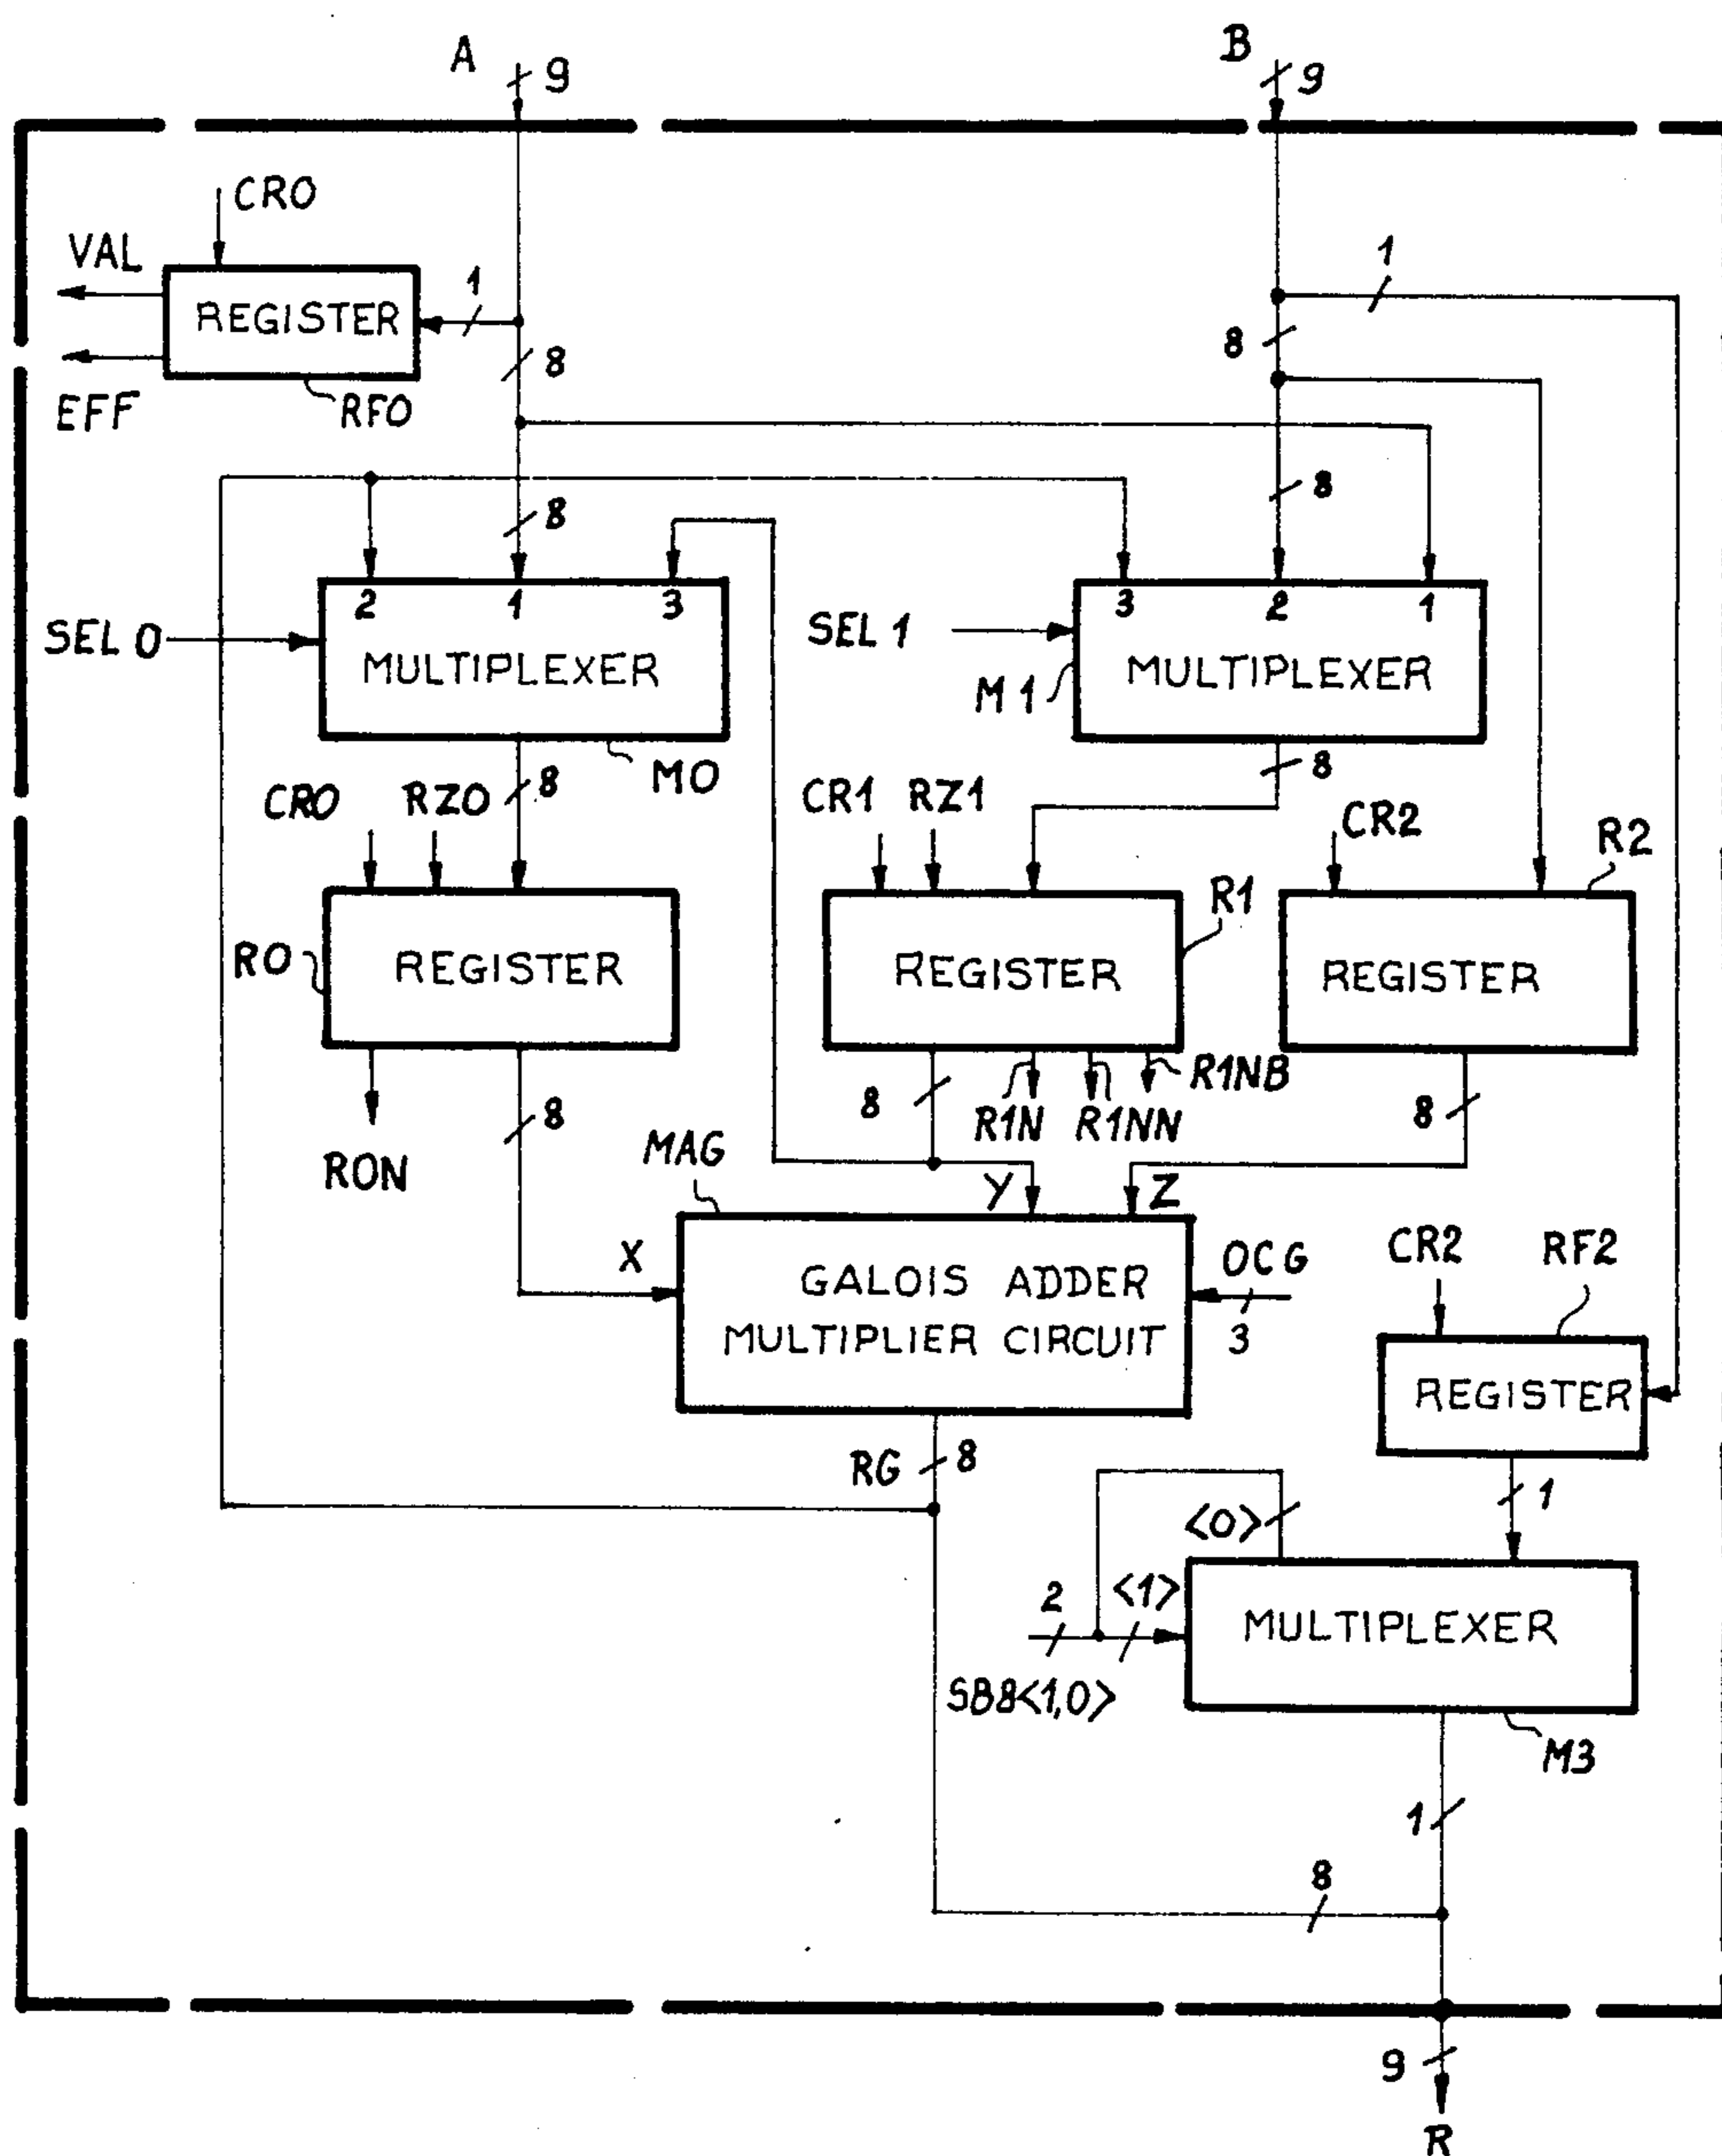 A
9
B
9
CR0
VAL
REGISTER
1
1
EFF
RF0
8
8
8
8
2
1
3
3
2
1
SEL 0
MULTIPLEXER
SEL 1
M1
MULTIPLEXER
8
M0
8
CR0
RZ0
CR1
RZ1
CR2
R2
R0
REGISTER
REGISTER
R1
REGISTER
R0N
8
8
R1N
R1NN
R1NB
8
MAG
Y
Z
X
GALOIS ADDER
MULTIPLIER CIRCUIT
OCG
3
CR2
RF2
REGISTER
RG
8
1
<0>
2
<1>
SB8<1,0>
MULTIPLEXER
M3
1
8
9
R